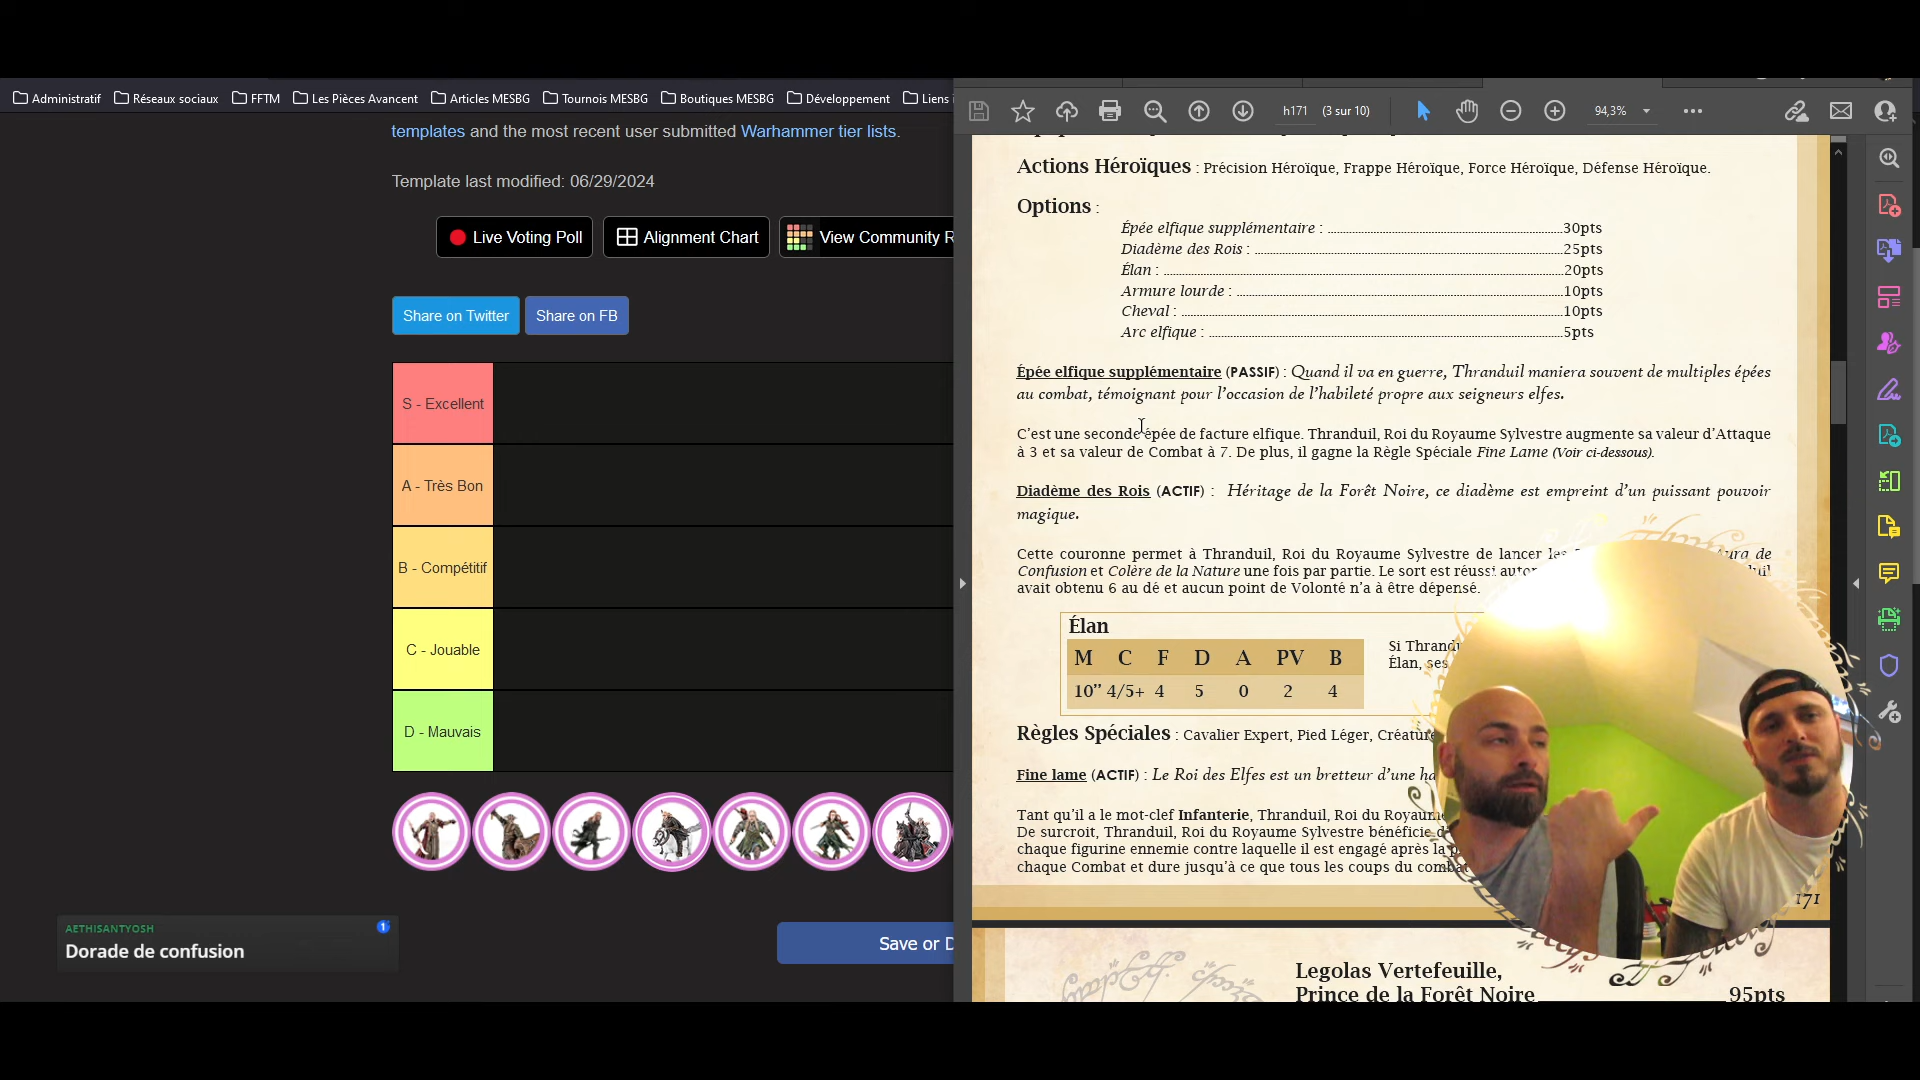 Administratif
Réseaux sociaux
FFTM
Les Pièces Avancent
Articles MESBG
Tournois MESBG
Boutiques MESBG
Développement
Liens
templates and the most recent user submitted Warhammer tier lists.
Template last modified: 06/29/2024
Live Voting Poll
Alignment Chart
View Community R
Share on Twitter
Share on FB
S - Excellent
A - Très Bon
B - Compétitif
C - Jouable
D - Mauvais
Save or D
AETHISANTYOSH
1
Dorade de confusion
h171 (3 sur 10)
94,3%
Actions Héroïques : Précision Héroïque, Frappe Héroïque, Force Héroïque, Défense Héroïque.
Options :
Épée elfique supplémentaire : 30pts
Diadème des Rois : 25pts
Élan : 20pts
Armure lourde : 10pts
Cheval : 10pts
Arc elfique : 5pts
Épée elfique supplémentaire (PASSIF) : Quand il va en guerre, Thranduil maniera souvent de multiples épées
au combat, témoignant pour l'occasion de l'habileté propre aux seigneurs elfes.
C'est une seconde épée de facture elfique. Thranduil, Roi du Royaume Sylvestre augmente sa valeur d'Attaque
à 3 et sa valeur de Combat à 7. De plus, il gagne la Règle Spéciale Fine Lame (Voir ci-dessous).
Diadème des Rois (ACTIF) : Héritage de la Forêt Noire, ce diadème est empreint d'un puissant pouvoir
magique.
Cette couronne permet à Thranduil, Roi du Royaume Sylvestre de lancer les Aura de
Confusion et Colère de la Nature une fois par partie. Le sort est réussi
avait obtenu 6 au dé et aucun point de Volonté n'a à être dépensé.
Élan
M C F D A PV B
10" 4/5+ 4 5 0 2 4
Si Thrand
Élan, ses
Règles Spéciales : Cavalier Expert, Pied Léger, Créature
Fine lame (ACTIF) : Le Roi des Elfes est un bretteur d'une ha
Tant qu'il a le mot-clef Infanterie, Thranduil, Roi du Royaum
De surcroit, Thranduil, Roi du Royaume Sylvestre bénéficie d'
chaque figurine ennemie contre laquelle il est engagé après la p
chaque Combat et dure jusqu'à ce que tous les coups du combat
171
Legolas Vertefeuille,
Prince de la Forêt Noire 95pts